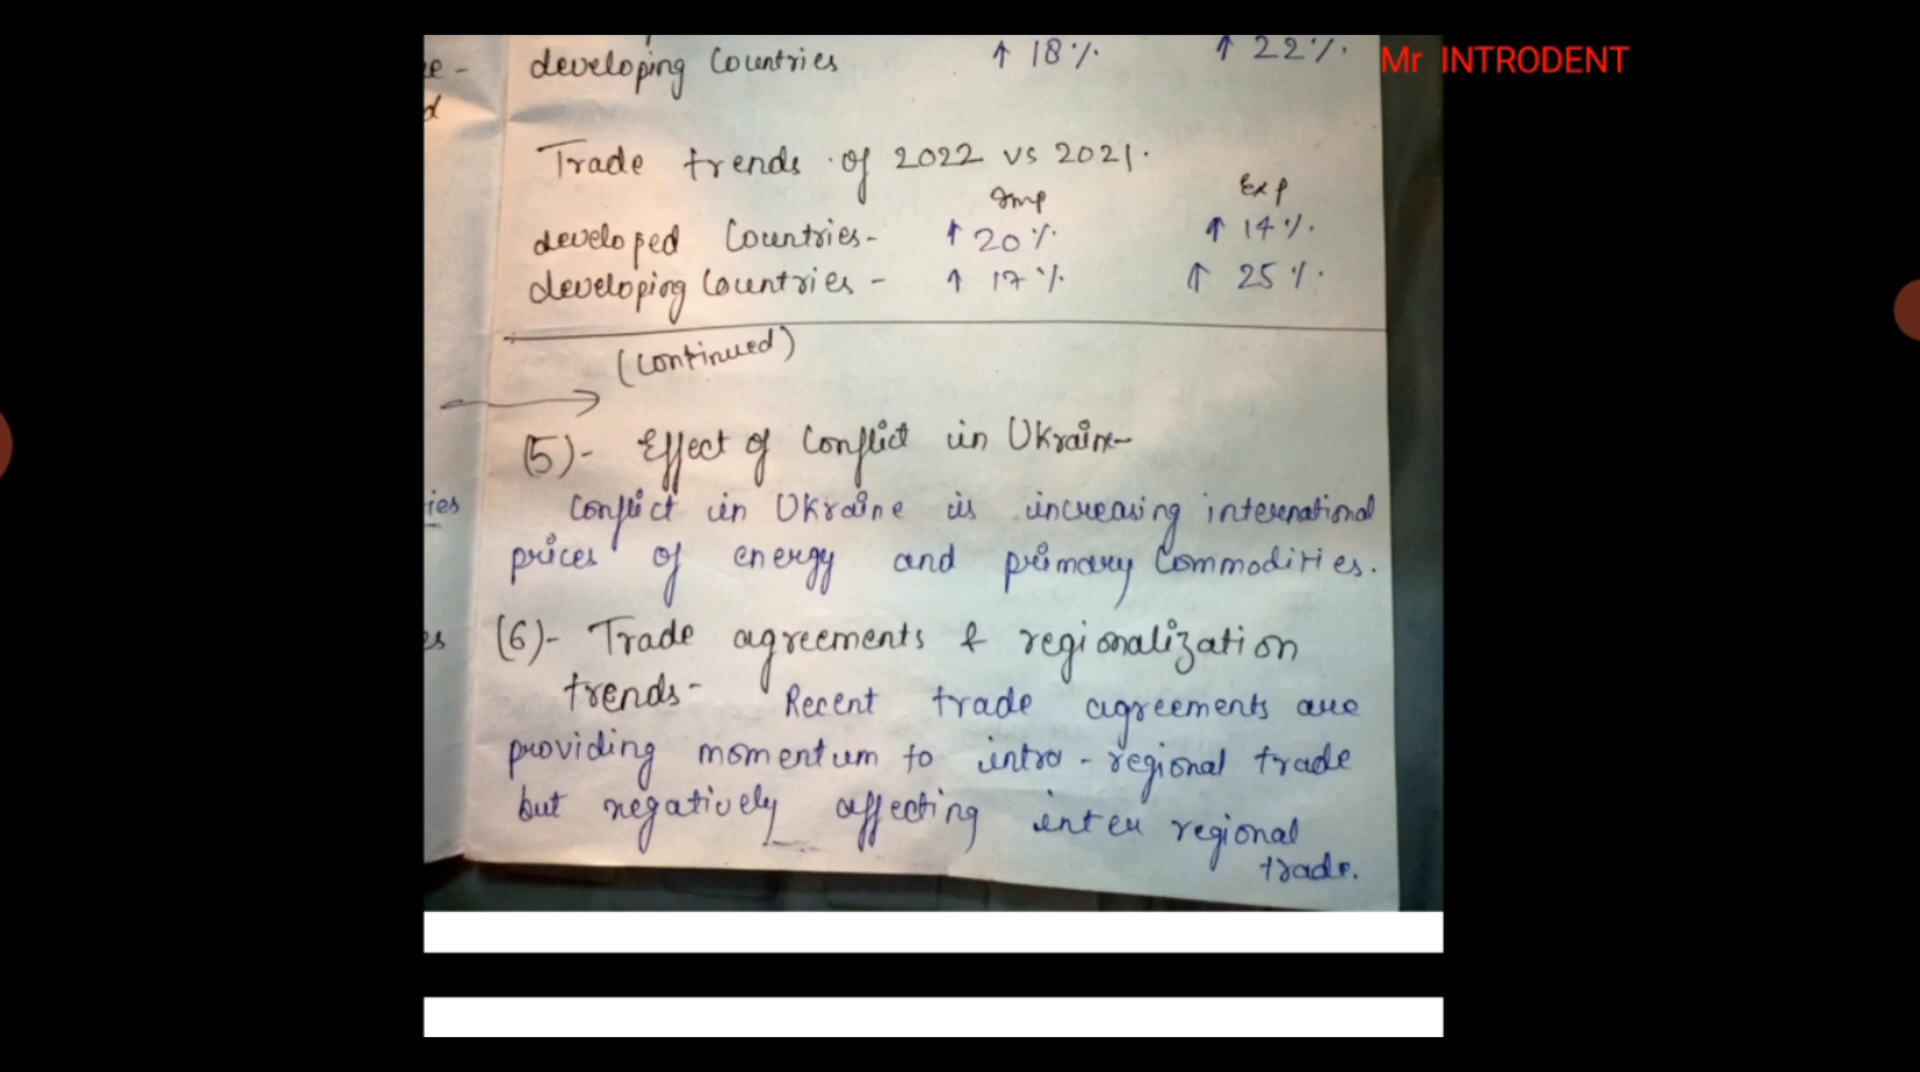 e -
developing Countries ↑ 18% ↑ 22%. Mr INTRODENT
d
Trade trends of 2022 vs 2021.
Imp Exp
developed Countries- ↑ 20% ↑ 14%.
developing Countries - ↑ 17% ↑ 25%.
(Continued)
→
(5)- Effect of Conflict in Ukraine-
ies Conflict in Ukraine is increasing international
prices of energy and primary Commodities.
es (6)- Trade agreements & regionalization
trends- Recent trade agreements are
providing momentum to intra-regional trade
but negatively affecting inter regional
trade.